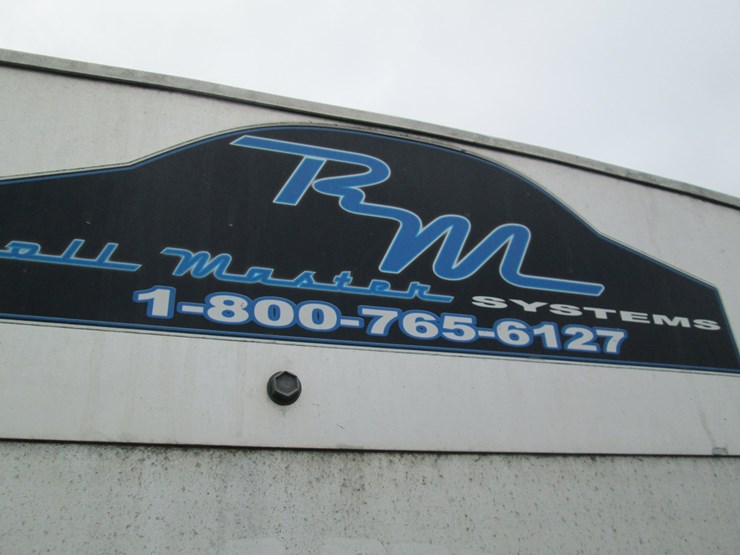 RM
oll Master SYSTEMS
1-800-765-6127